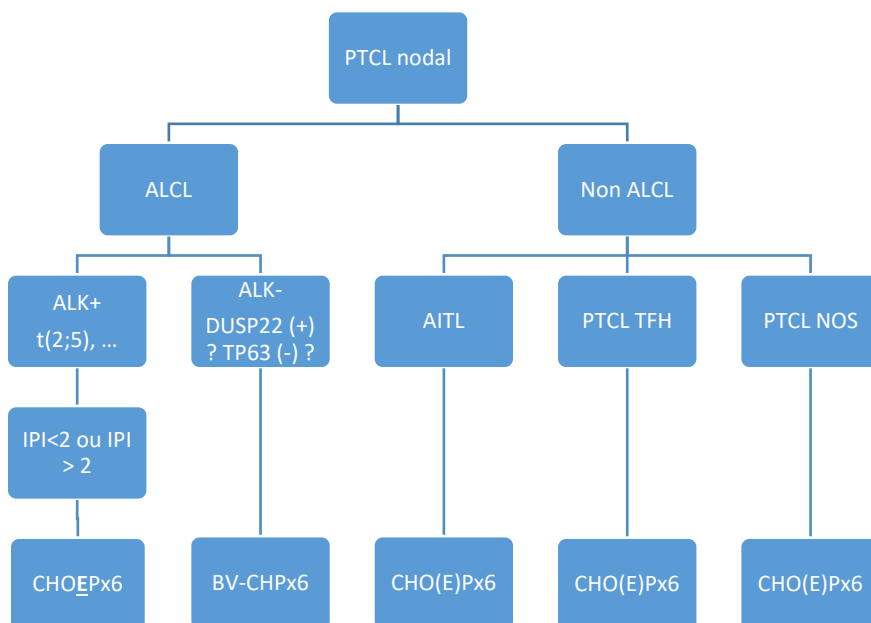 PTCL nodal
ALCL
Non ALCL
ALK+
t(2;5), ...
ALK-
DUSP22 (+)
? TP63 (-) ?
AITL
PTCL TFH
PTCL NOS
IPI<2 ou IPI
> 2
CHOEPx6
BV-CHPx6
CHO(E)Px6
CHO(E)Px6
CHO(E)Px6